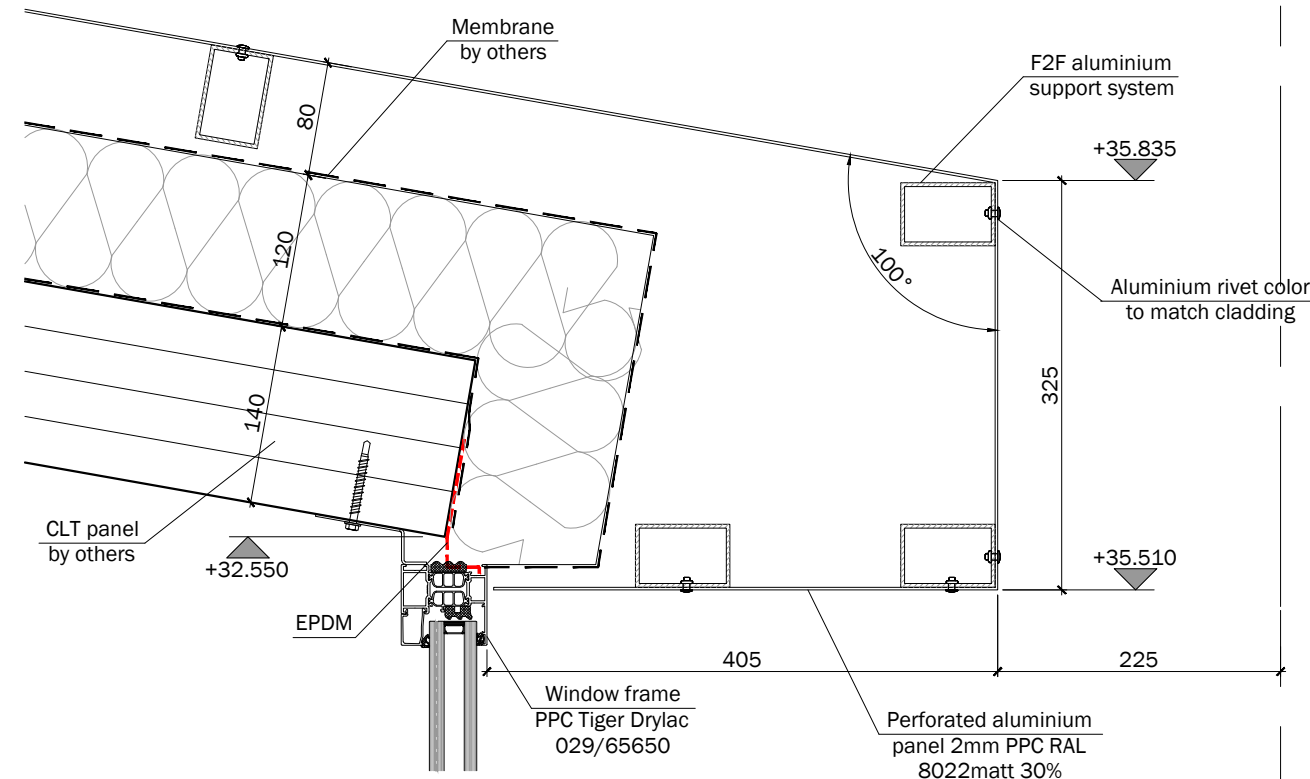 Membrane
by others
F2F aluminium
support system
80
+35.835
120
100°
Aluminium rivet color
to match cladding
325
140
CLT panel
by others
+32.550
+35.510
EPDM
405
225
Window frame
PPC Tiger Drylac
029/65650
Perforated aluminium
panel 2mm PPC RAL
8022matt 30%